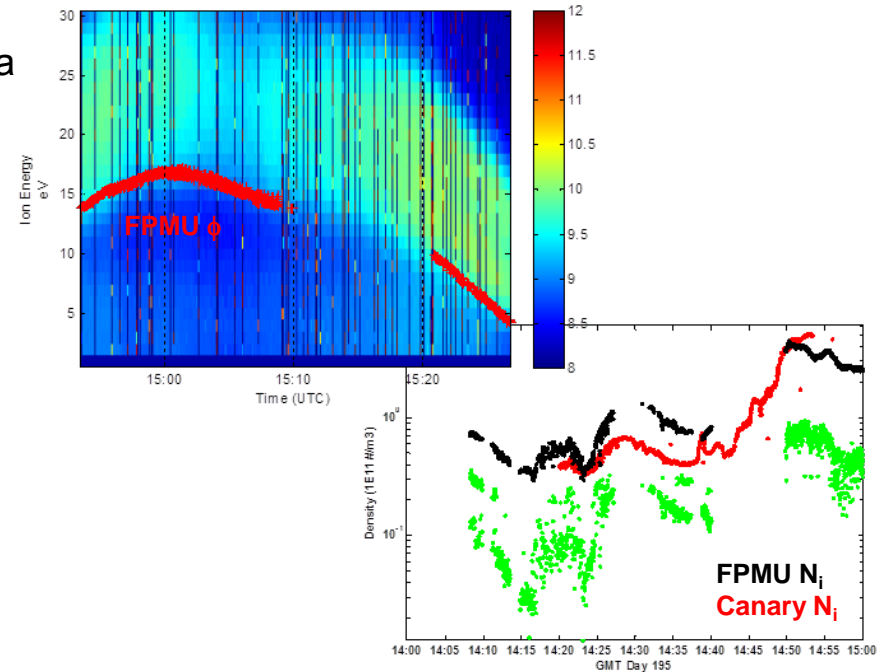 a
30
25
20
15
10
5
Ion Energy
eV
FPMU ϕ
15:00
15:10
15:20
Time (UTC)
12
11.5
11
10.5
10
9.5
9
8.5
8
10⁰
10⁻¹
Density (1E11 #/m3)
FPMU Nᵢ
Canary Nᵢ
14:00 14:05 14:10 14:15 14:20 14:25 14:30 14:35 14:40 14:45 14:50 14:55 15:00
GMT Day 195